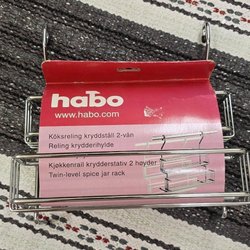 habo
www.habo.com
Köksreling kryddställ 2-vån
Reling krydderihylde
Kjøkkenrail krydderstativ 2 høyder
Twin-level spice jar rack